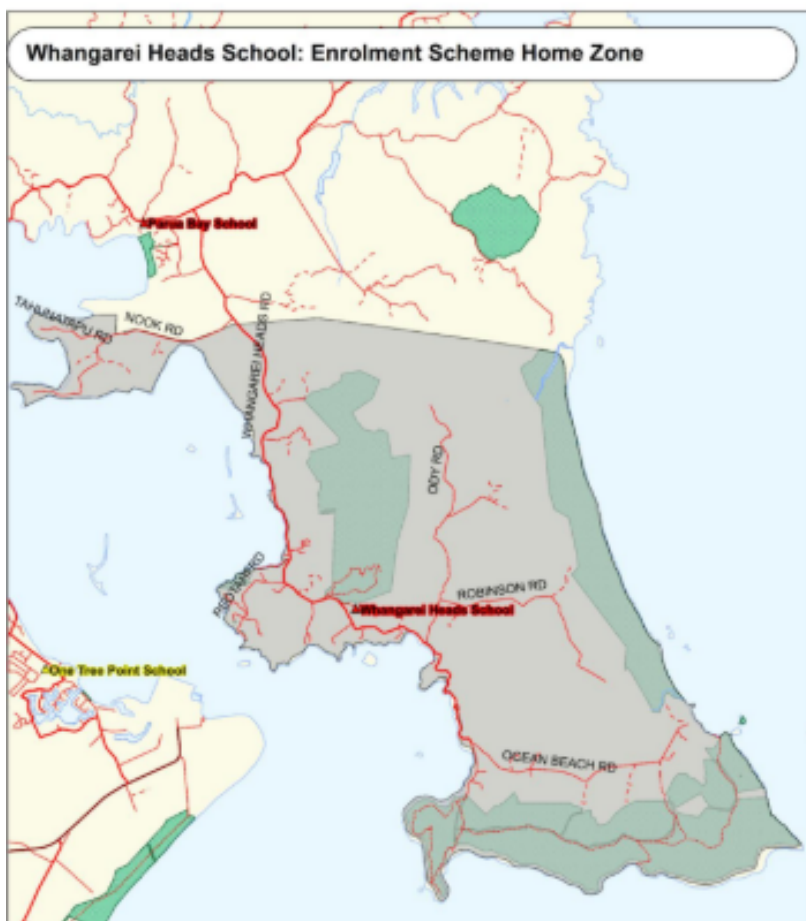 Whangarei Heads School: Enrolment Scheme Home Zone
Parua Bay School
TAHUNATAPU RD
NOOK RD
WHANGAREI HEADS RD
ODY RD
ROBINSON RD
Whangarei Heads School
One Tree Point School
OCEAN BEACH RD